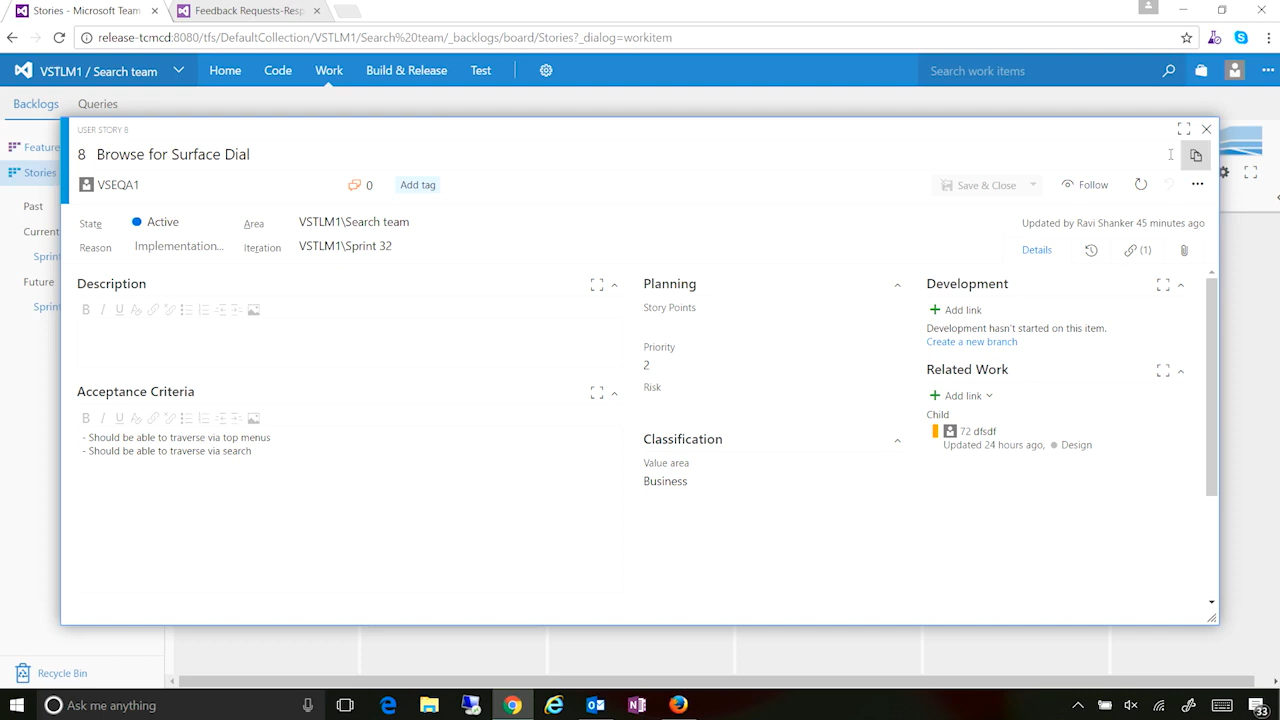 Stories - Microsoft Team
Feedback Requests-Resp
release-tcmcd:8080/tfs/DefaultCollection/VSTLM1/Search%20team/_backlogs/board/Stories?_dialog=workitem
VSTLM1 / Search team
Home
Code
Work
Build & Release
Test
Search work items
Backlogs
Queries
USER STORY 8
8 Browse for Surface Dial
Feature
Stories
VSEQA1
0
Add tag
Save & Close
Follow
Past
Current
Sprint
Future
Sprint
State
Active
Area
VSTLM1\Search team
Updated by Ravi Shanker 45 minutes ago
Reason
Implementation...
Iteration
VSTLM1\Sprint 32
Details
(1)
Description
Planning
Development
B I U
Story Points
Add link
Development hasn't started on this item.
Create a new branch
Priority
2
Related Work
Risk
Acceptance Criteria
Add link
B I U
Child
- Should be able to traverse via top menus
- Should be able to traverse via search
72 dfsdf
Updated 24 hours ago,
Design
Classification
Value area
Business
Recycle Bin
Ask me anything
33